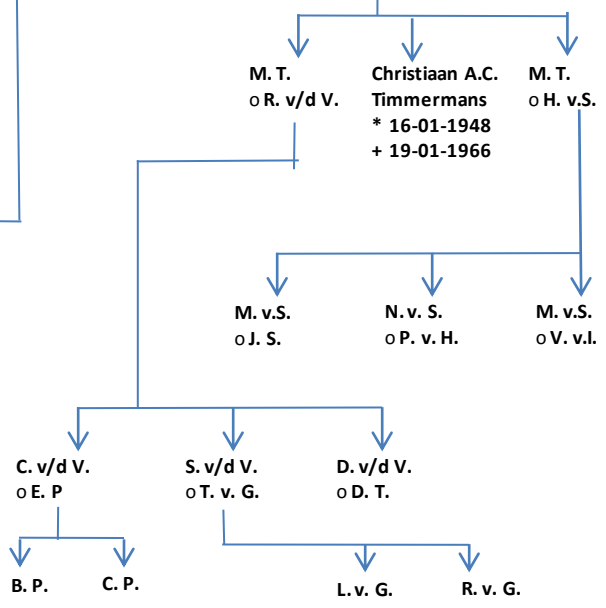 M. T.
o R. v/d V.
Christiaan A.C.
Timmermans
* 16-01-1948
+ 19-01-1966
M. T.
o H. v.S.
M. v.S.
o J. S.
N. v. S.
o P. v. H.
M. v.S.
o V. v.I.
C. v/d V.
o E. P
S. v/d V.
o T. v. G.
D. v/d V.
o D. T.
B. P.
C. P.
L. v. G.
R. v. G.